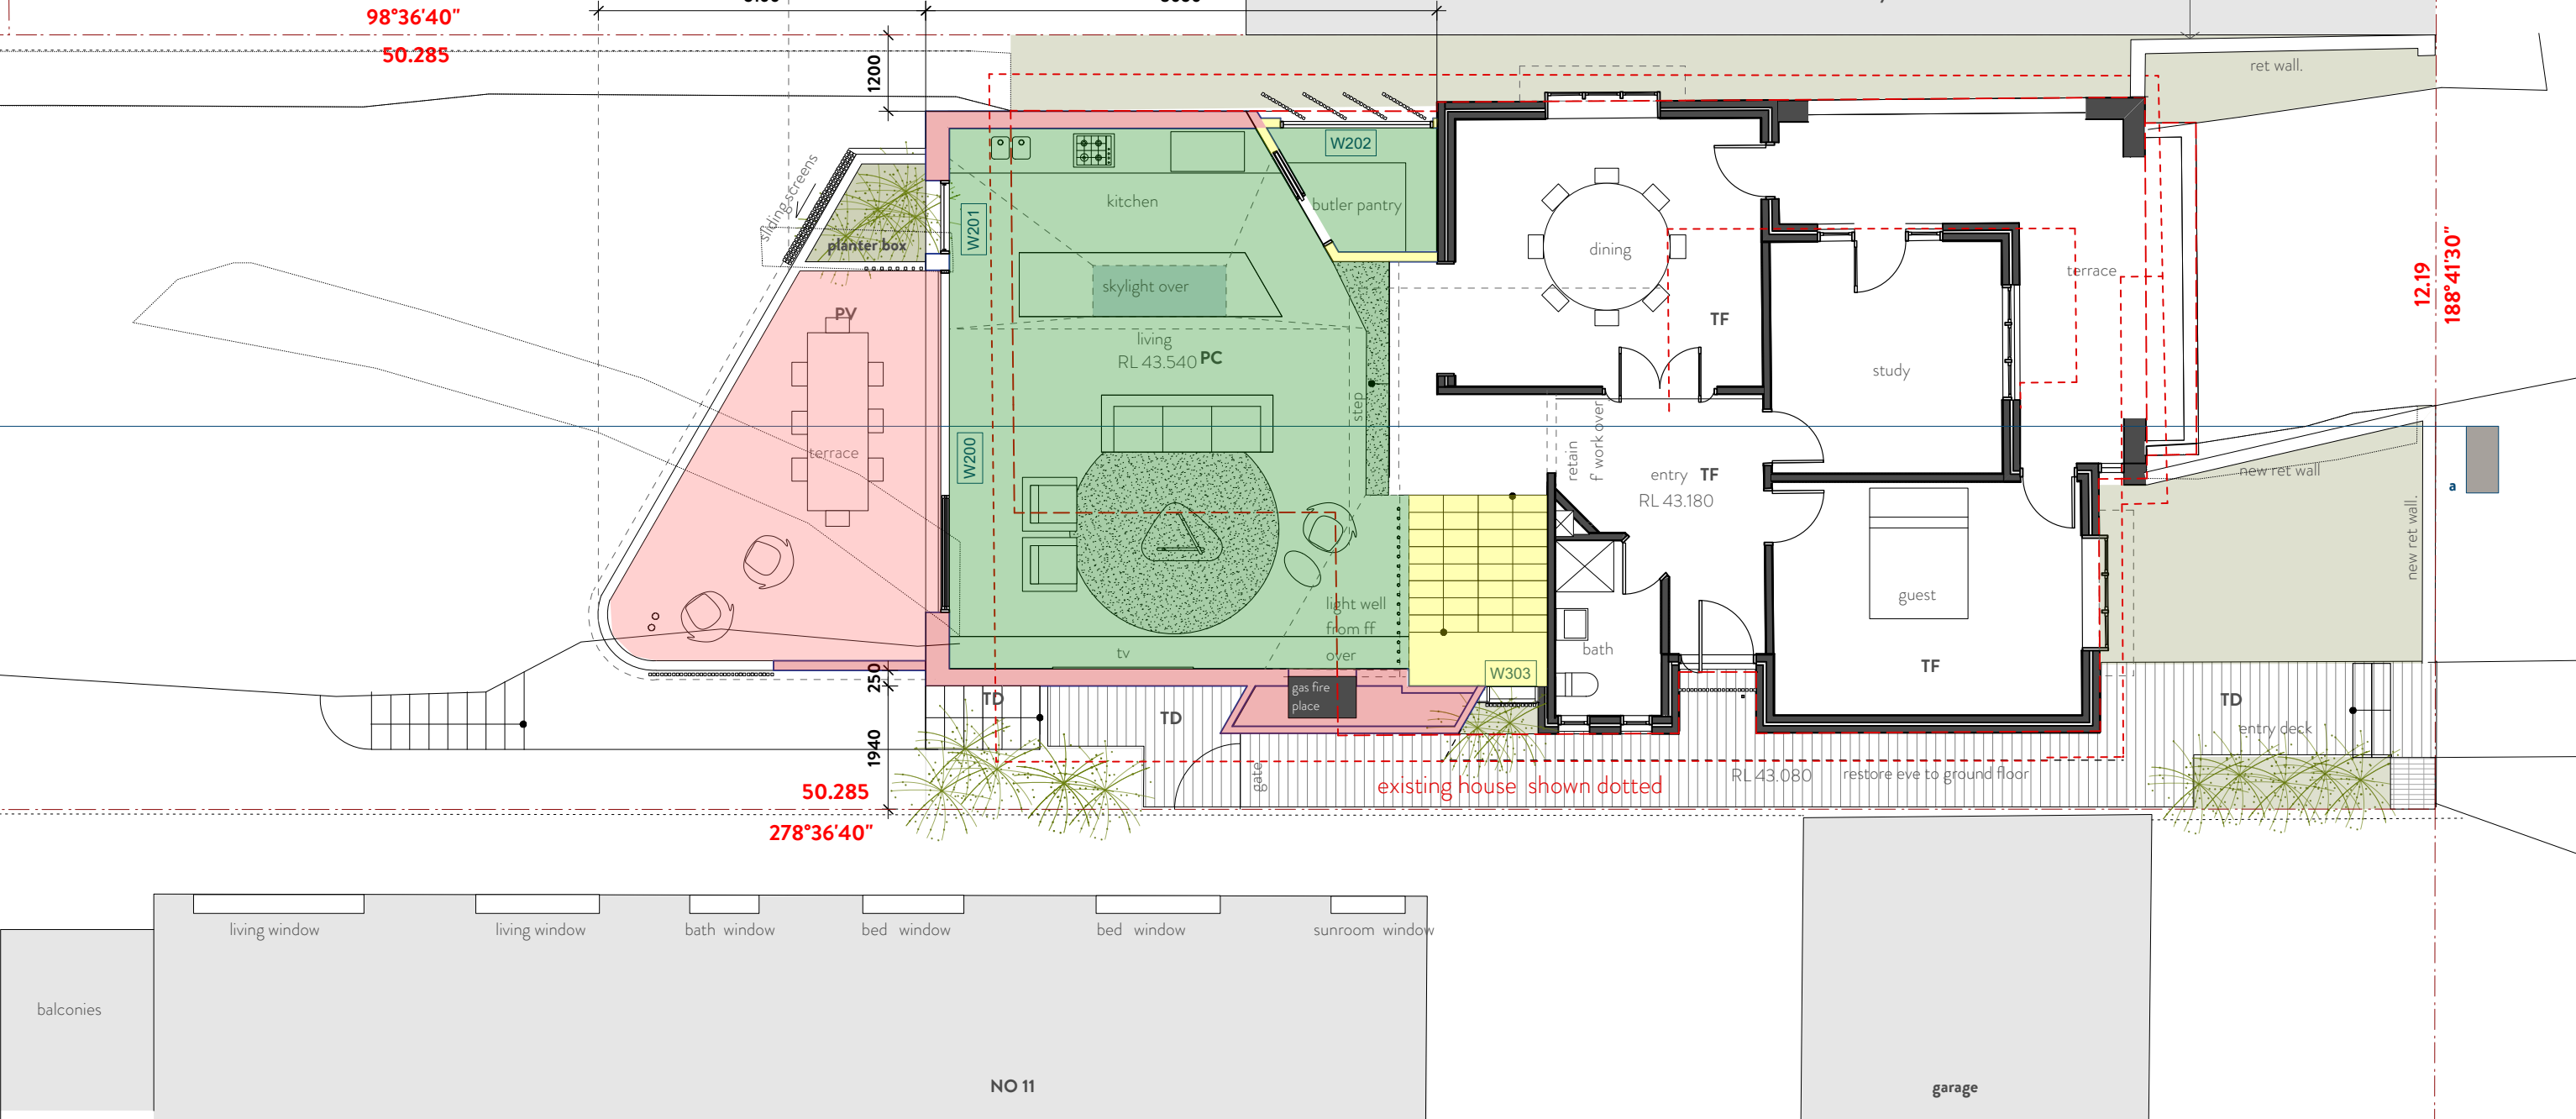 98°36'40"
50.285
1200
ret wall.
sliding screens
W202
W201
kitchen
butler pantry
planter box
dining
skylight over
terrace
12.19
188°41'30"
PV
TF
living
RL 43.540 PC
study
step
terrace
W200
retain
f work over
entry TF
RL 43.180
new ret wall
a
new ret wall.
light well
from ff
over
guest
tv
bath
TF
250
W303
gas fire
place
TD
TD
TD
entry deck
1940
gate
existing house shown dotted
RL 43.080
restore eve to ground floor
50.285
278°36'40"
living window
living window
bath window
bed window
bed window
sunroom window
balconies
NO 11
garage